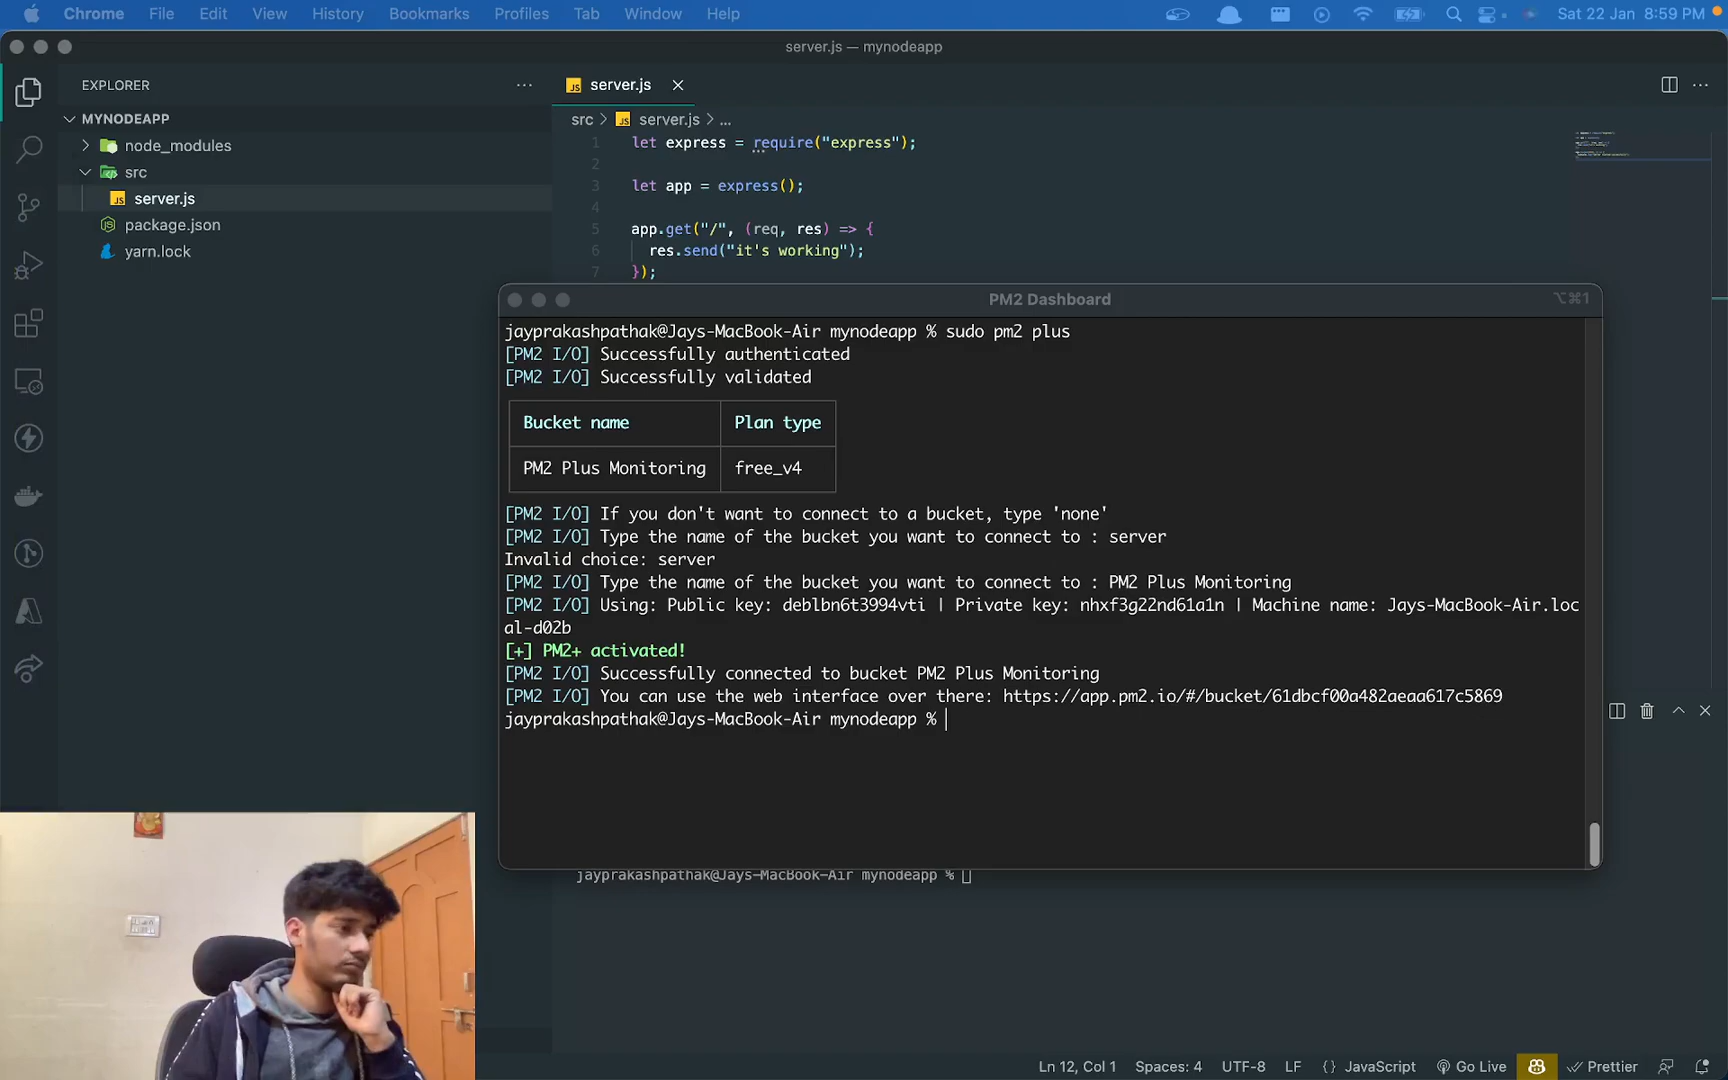 Chrome File Edit View History Bookmarks Profiles Tab Window Help Sat 22 Jan 8:59 PM
server.js — mynodeapp
EXPLORER
server.js
MYNODEAPP
node_modules
src
server.js
package.json
yarn.lock
src > server.js > ...
1 let express = require("express");
2
3 let app = express();
4
5 app.get("/", (req, res) => {
6 res.send("it's working");
7 });
PM2 Dashboard
⌥⌘1
jayprakashpathak@Jays-MacBook-Air mynodeapp % sudo pm2 plus
[PM2 I/O] Successfully authenticated
[PM2 I/O] Successfully validated
Bucket name Plan type
PM2 Plus Monitoring free_v4
[PM2 I/O] If you don't want to connect to a bucket, type 'none'
[PM2 I/O] Type the name of the bucket you want to connect to : server
Invalid choice: server
[PM2 I/O] Type the name of the bucket you want to connect to : PM2 Plus Monitoring
[PM2 I/O] Using: Public key: deblbn6t3994vti | Private key: nhxf3g22nd61a1n | Machine name: Jays-MacBook-Air.loc
al-d02b
[+] PM2+ activated!
[PM2 I/O] Successfully connected to bucket PM2 Plus Monitoring
[PM2 I/O] You can use the web interface over there: https://app.pm2.io/#/bucket/61dbcf00a482aeaa617c5869
jayprakashpathak@Jays-MacBook-Air mynodeapp %
jayprakashpathak@Jays-MacBook-Air mynodeapp %
Ln 12, Col 1 Spaces: 4 UTF-8 LF {} JavaScript Go Live Prettier